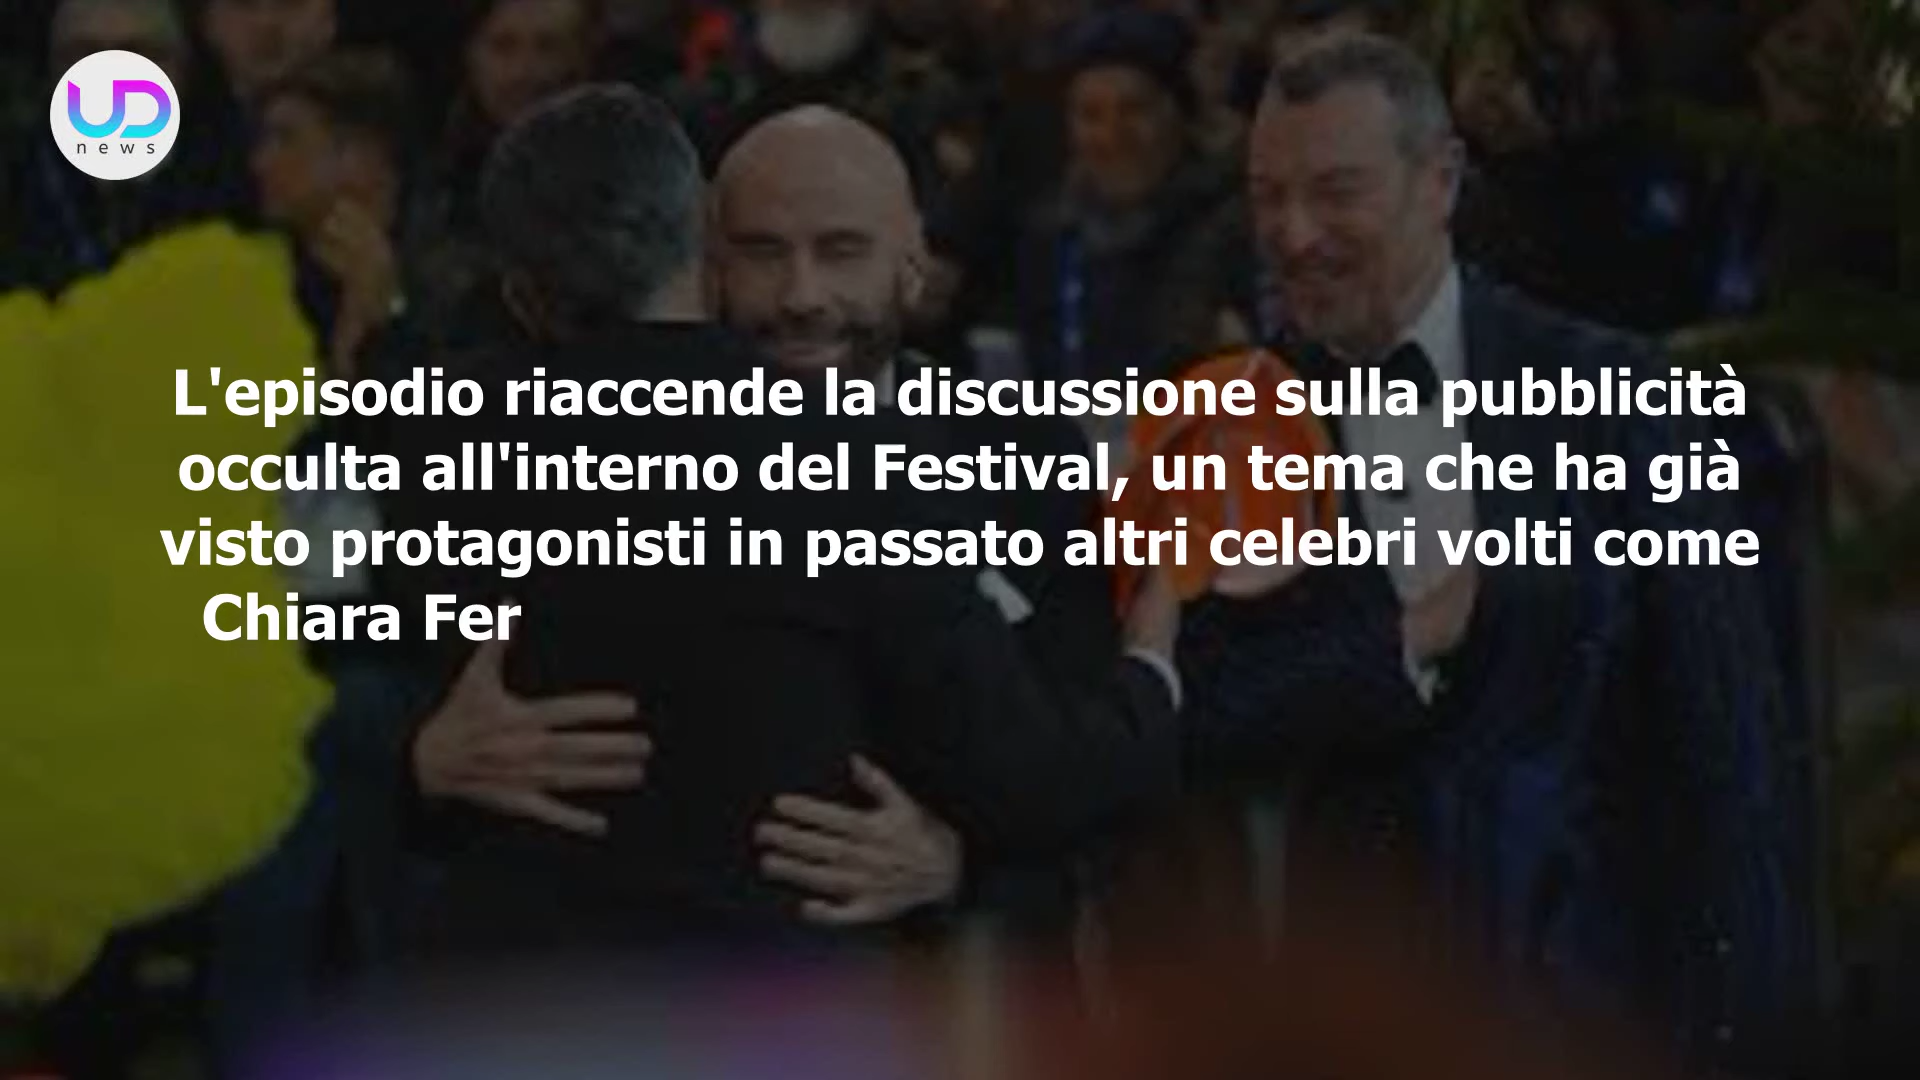 UD
news
L'episodio riaccende la discussione sulla pubblicità
occulta all'interno del Festival, un tema che ha già
visto protagonisti in passato altri celebri volti come
Chiara Fer